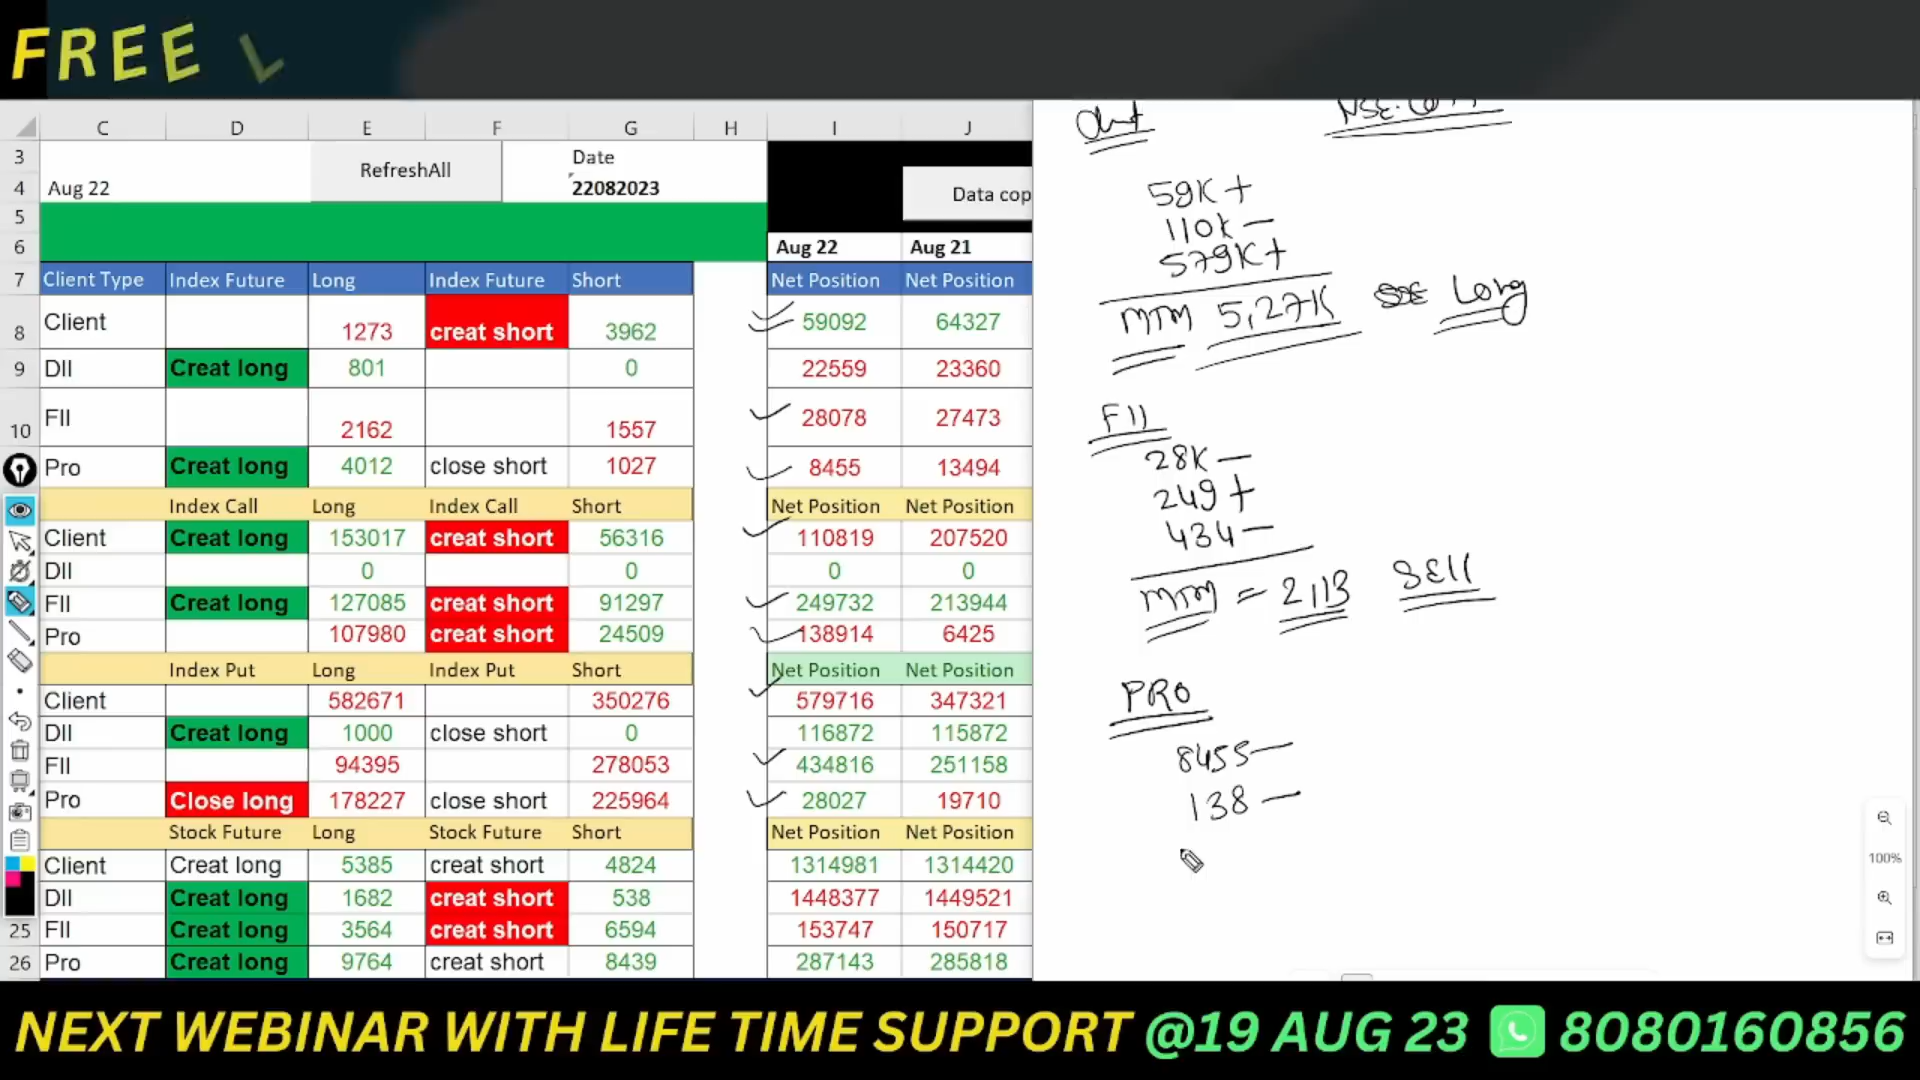 FREE
C D E F G H I J
3 Date
RefreshAll
4 Aug 22 22082023
Data cop
5
6 Aug 22 Aug 21
7 Client Type Index Future Long Index Future Short Net Position Net Position
8 Client 1273 creat short 3962 59092 64327
9 DII Creat long 801 0 22559 23360
10 FII 2162 1557 28078 27473
Pro Creat long 4012 close short 1027 8455 13494
Index Call Long Index Call Short Net Position Net Position
Client Creat long 153017 creat short 56316 110819 207520
DII 0 0 0 0
FII Creat long 127085 creat short 91297 249732 213944
Pro 107980 creat short 24509 138914 6425
Index Put Long Index Put Short Net Position Net Position
Client 582671 350276 579716 347321
DII Creat long 1000 close short 0 116872 115872
FII 94395 278053 434816 251158
Pro Close long 178227 close short 225964 28027 19710
Stock Future Long Stock Future Short Net Position Net Position
Client Creat long 5385 creat short 4824 1314981 1314420
DII Creat long 1682 creat short 538 1448377 1449521
25 FII Creat long 3564 creat short 6594 153747 150717
26 Pro Creat long 9764 creat short 8439 287143 285818
59K +
110K -
579K +
MTM 5,27K Long
FII
28K -
249 +
434 -
MTM = 2,113 SELL
PRO
8455 -
138 -
100%
NEXT WEBINAR WITH LIFE TIME SUPPORT @19 AUG 23 8080160856